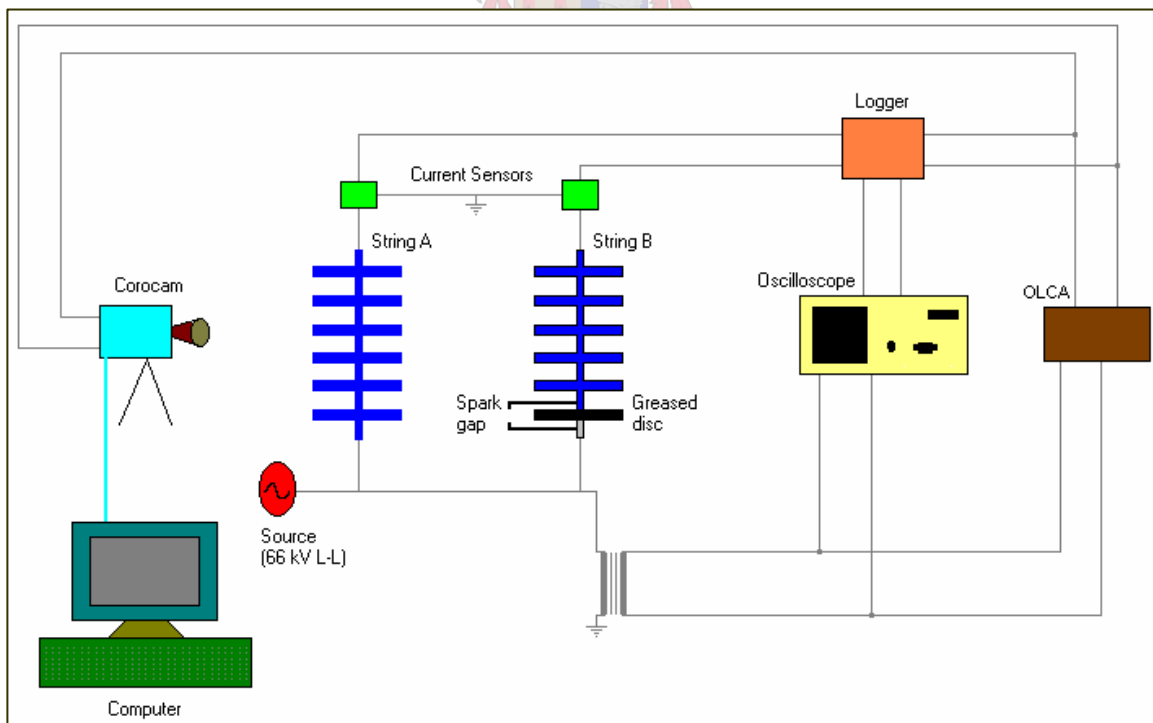 Logger
Current Sensors
String A
String B
Corocam
Oscilloscope
OLCA
Spark
gap
Greased
disc
Source
(66 kV L-L)
Computer